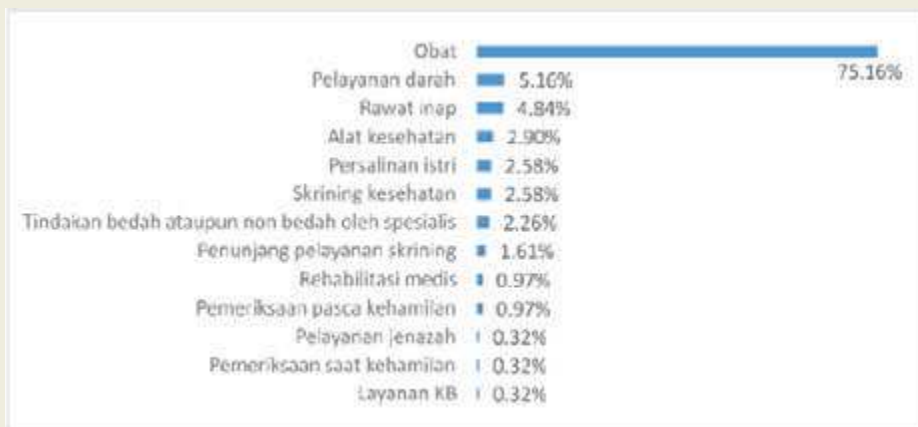 Obat 75.16%
Pelayanan darah 5.16%
Rawat inap 4.84%
Alat kesehatan 2.90%
Persalinan istri 2.58%
Skrining kesehatan 2.58%
Tindakan bedah ataupun non bedah oleh spesialis 2.26%
Penunjang pelayanan skrining 1.61%
Rehabilitasi medis 0.97%
Pemeriksaan pasca kehamilan 0.97%
Pelayanan jenazah 0.32%
Pemeriksaan saat kehamilan 0.32%
Layanan KB 0.32%